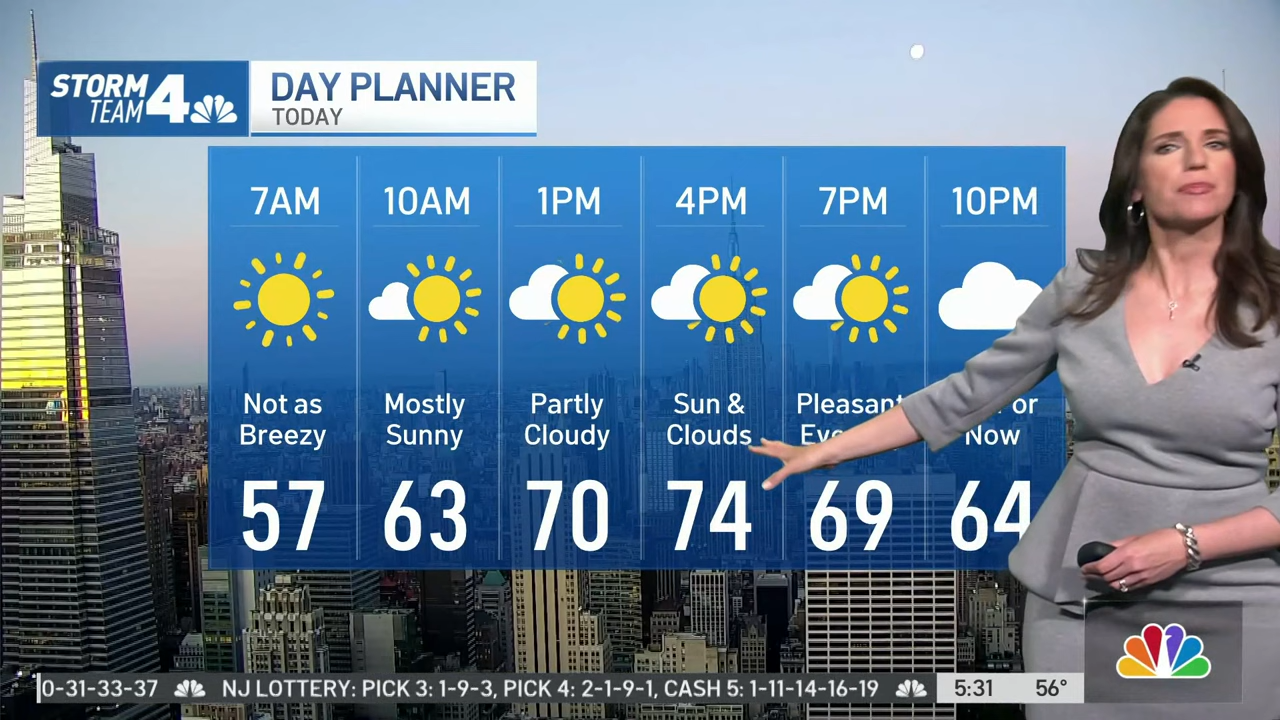 STORM
TEAM 4
DAY PLANNER
TODAY
7AM
10AM
1PM
4PM
7PM
10PM
Not as
Breezy
Mostly
Sunny
Partly
Cloudy
Sun &
Clouds
Pleasant
Now
57
63
70
74
69
64
0-31-33-37 NJ LOTTERY: PICK 3: 1-9-3, PICK 4: 2-1-9-1, CASH 5: 1-11-14-16-19
5:31 56°